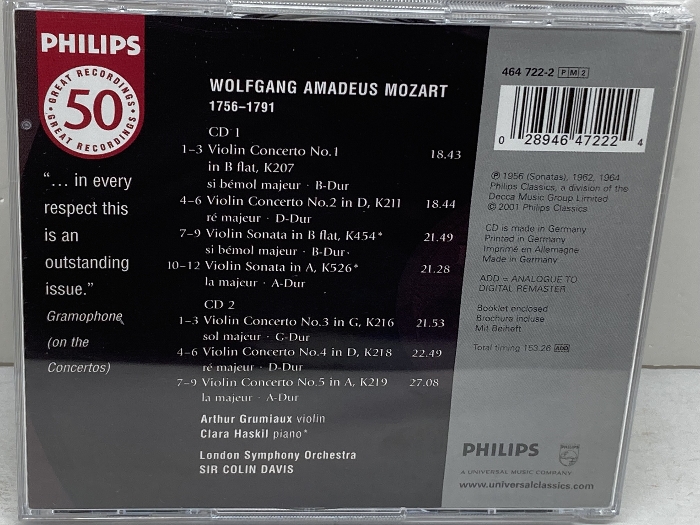 PHILIPS
GREAT RECORDINGS
50
GREAT RECORDINGS
"... in every
respect this
is an
outstanding
issue."
Gramophone
(on the
Concertos)
WOLFGANG AMADEUS MOZART
1756–1791
CD 1
1–3 Violin Concerto No.1 18.43
in B flat, K207
si bémol majeur · B-Dur
4–6 Violin Concerto No.2 in D, K211 18.44
ré majeur · D-Dur
7–9 Violin Sonata in B flat, K454* 21.49
si bémol majeur · B-Dur
10–12 Violin Sonata in A, K526* 21.28
la majeur · A-Dur
CD 2
1–3 Violin Concerto No.3 in G, K216 21.53
sol majeur · G-Dur
4–6 Violin Concerto No.4 in D, K218 22.49
ré majeur · D-Dur
7–9 Violin Concerto No.5 in A, K219 27.08
la majeur · A-Dur
Arthur Grumiaux violin
Clara Haskil piano*
London Symphony Orchestra
SIR COLIN DAVIS
464 722-2 PM2
0 28946 47222 4
℗ 1956 (Sonatas), 1962, 1964
Philips Classics, a division of the
Decca Music Group Limited
© 2001 Philips Classics
CD is made in Germany
Printed in Germany
Imprimé en Allemagne
Made in Germany
ADD = ANALOGUE TO
DIGITAL REMASTER
Booklet enclosed
Brochure incluse
Mit Beiheft
Total timing 153.26 ADD
PHILIPS
A UNIVERSAL MUSIC COMPANY
www.universalclassics.com